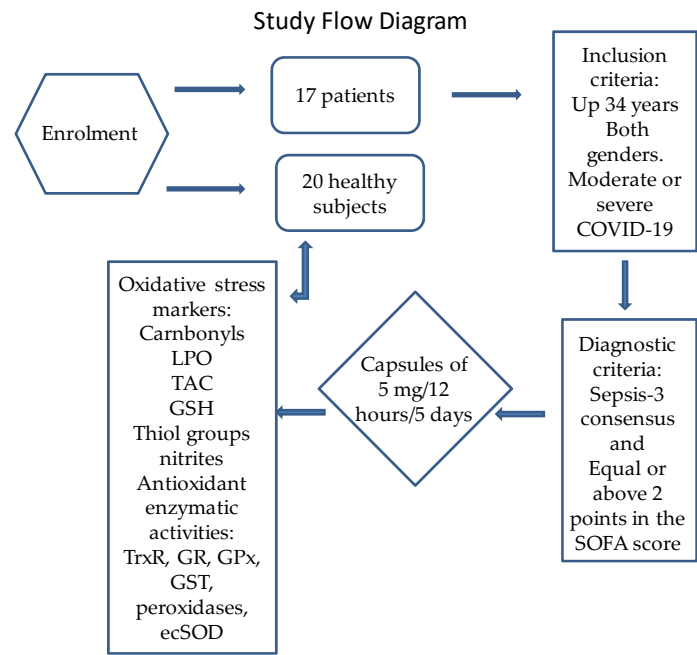 Study Flow Diagram
Enrolment
17 patients
20 healthy
subjects
Inclusion
criteria:
Up 34 years
Both
genders.
Moderate or
severe
COVID-19
Diagnostic
criteria:
Sepsis-3
consensus
and
Equal or
above 2
points in the
SOFA score
Capsules of
5 mg/12
hours/5 days
Oxidative stress
markers:
Carnbonyls
LPO
TAC
GSH
Thiol groups
nitrites
Antioxidant
enzymatic
activities:
TrxR, GR, GPx,
GST,
peroxidases,
ecSOD